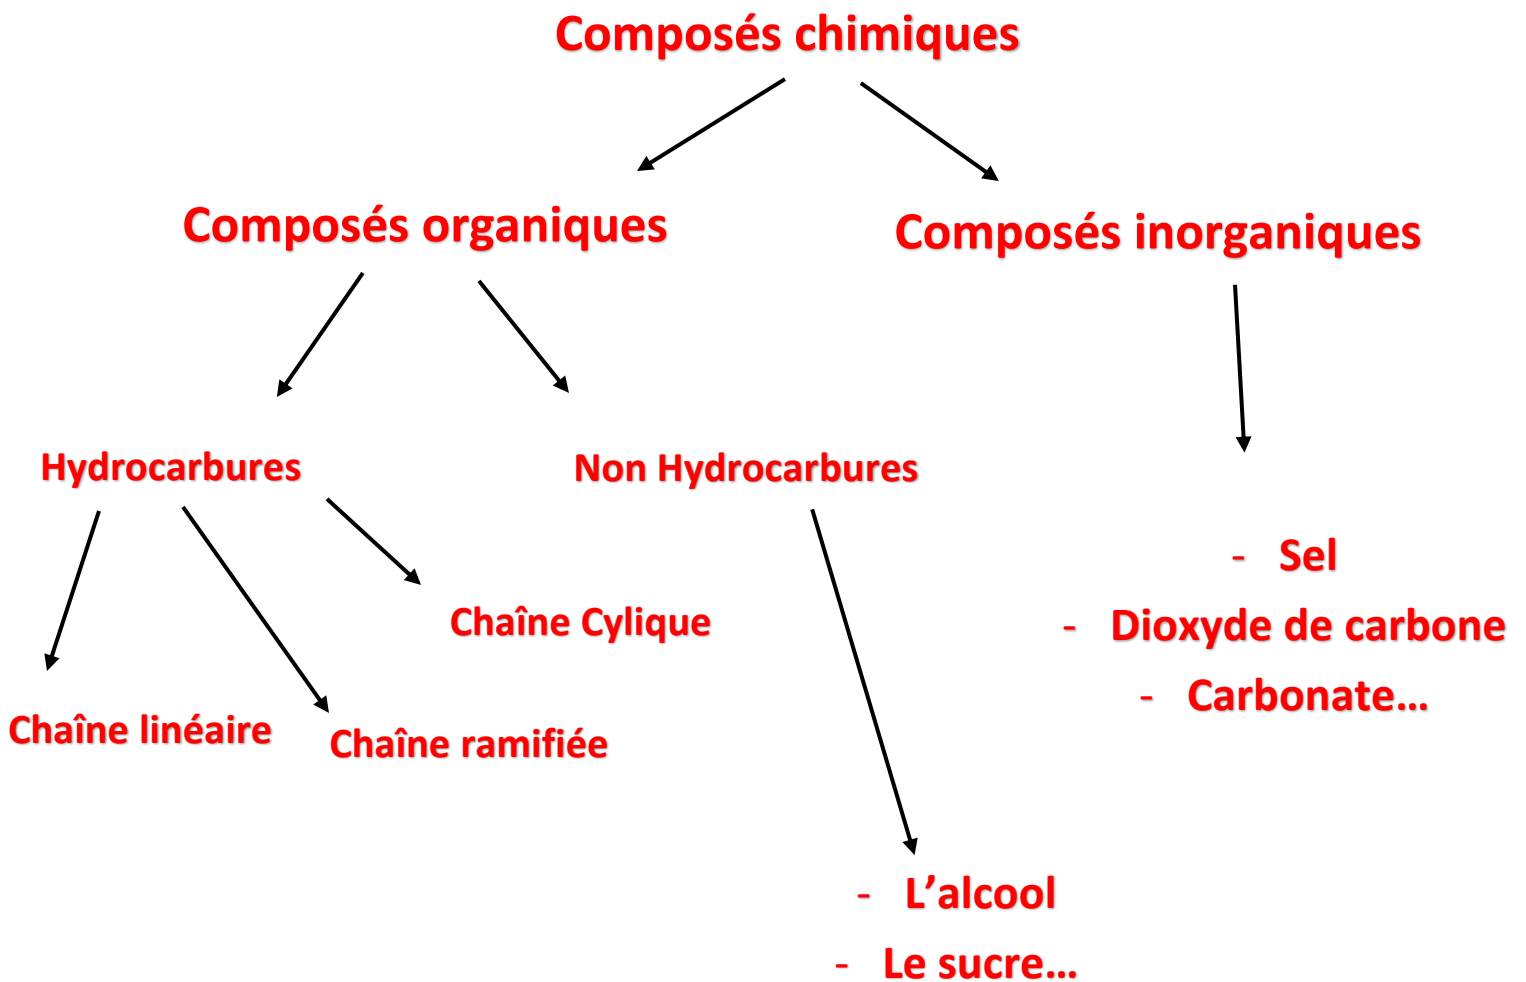 Composés chimiques
Composés organiques
Composés inorganiques
Hydrocarbures
Non Hydrocarbures
- Sel
- Dioxyde de carbone
- Carbonate…
Chaîne Cylique
Chaîne linéaire
Chaîne ramifiée
- L’alcool
- Le sucre…